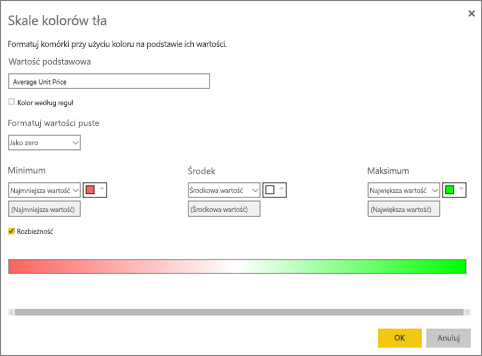 Skale kolorów tła
Formatuj komórki przy użyciu koloru na podstawie ich wartości.
Wartość podstawowa
Average Unit Price
Kolor według reguł
Formatuj wartości puste
Jako zero
Minimum Środek Maksimum
Najmniejsza wartość Środkowa wartość Największa wartość
(Najmniejsza wartość) (Środkowa wartość) (Największa wartość)
Rozbieżność
OK Anuluj